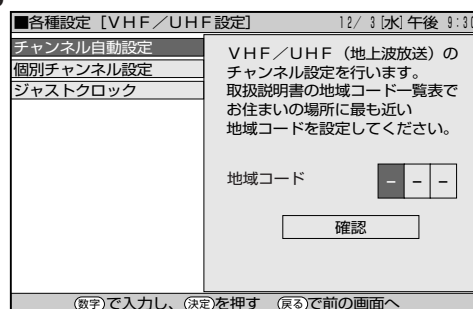 ■各種設定［VHF／UHF設定］ 12/ 3[水]午後 9:30
チャンネル自動設定
個別チャンネル設定
ジャストクロック
VHF／UHF（地上波放送）の
チャンネル設定を行います。
取扱説明書の地域コード一覧表で
お住まいの場所に最も近い
地域コードを設定してください。
地域コード － － －
確認
数字で入力し、決定を押す 戻るで前の画面へ